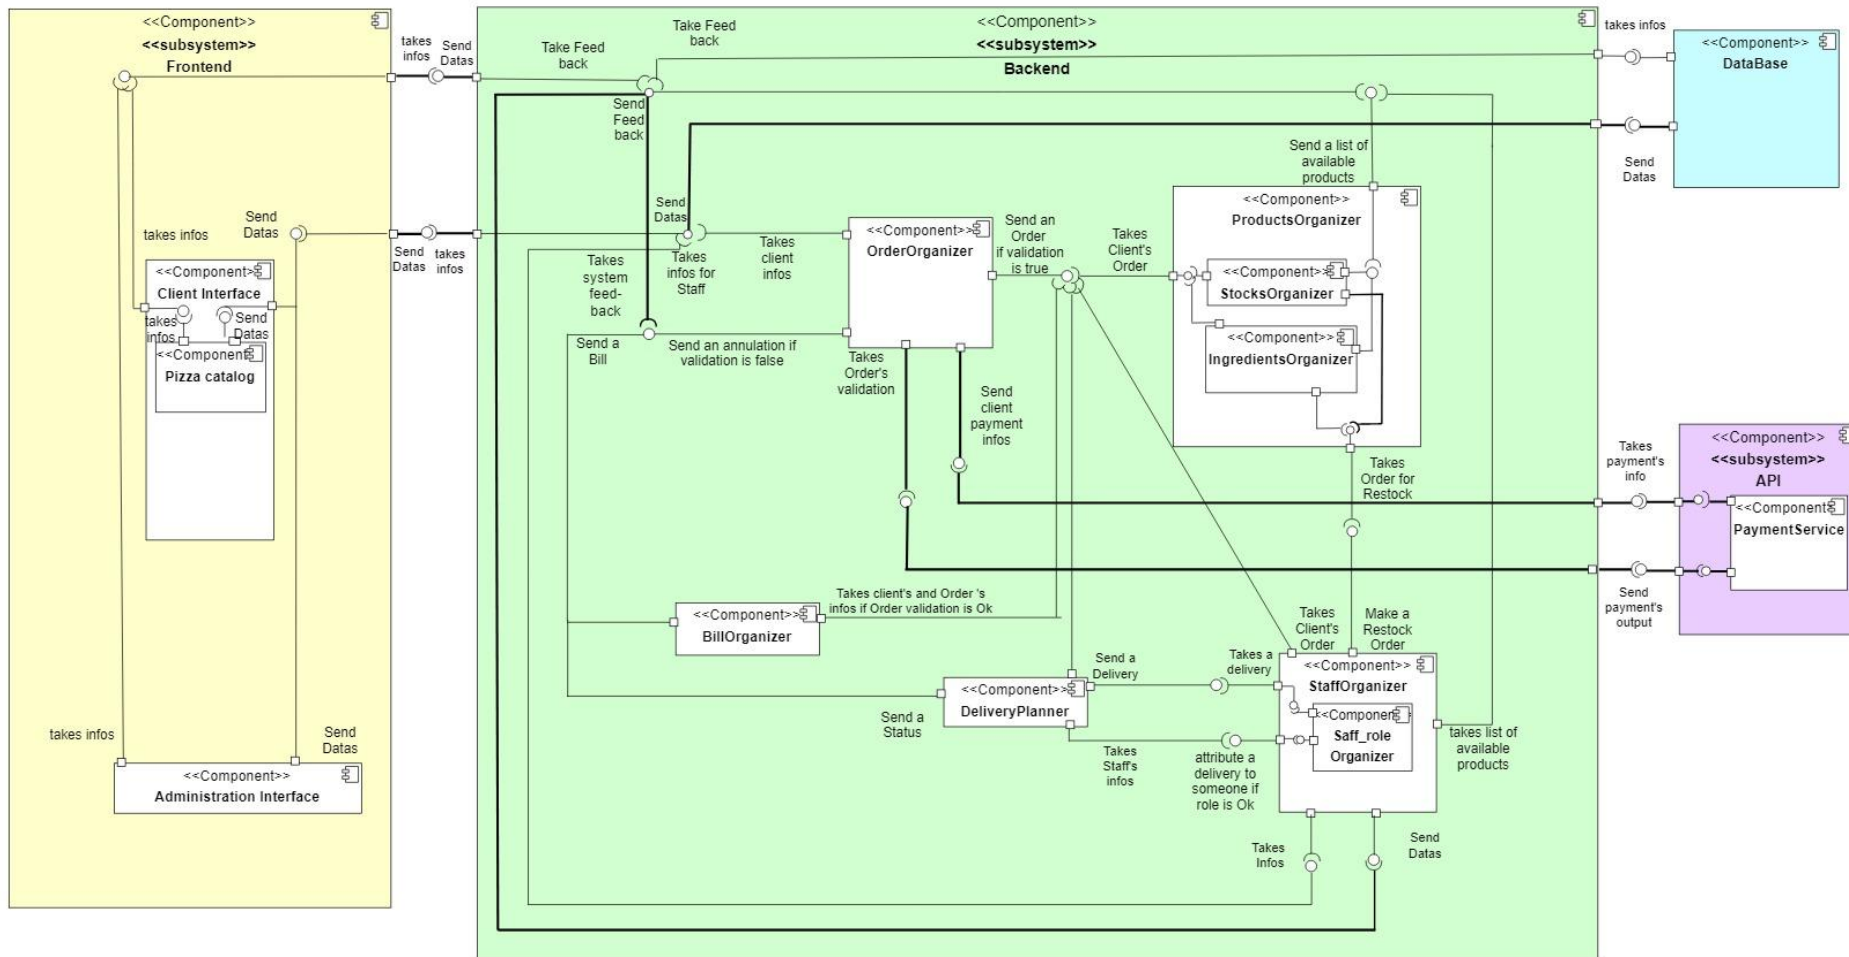 <<Component>>
<<subsystem>>
Frontend
takes
infos
Send
Datas
takes infos
Send
Datas
<<Component>>
Client Interface
takes
infos
Send
Datas
<<Component>>
Pizza catalog
takes infos
Send
Datas
<<Component>>
Administration Interface
Send
Datas
takes
infos
<<Component>>
<<subsystem>>
Backend
Take Feed
back
Take Feed
back
Send
Feed
back
Send
Datas
Takes
system
feed-
back
Takes
infos for
Staff
Takes
client
infos
<<Component>>
OrderOrganizer
Send an
Order
if validation
is true
Takes
Client's
Order
Send a list of
available
products
<<Component>>
ProductsOrganizer
<<Component>>
StocksOrganizer
<<Component>>
IngredientsOrganizer
Send a
Bill
Send an annulation if
validation is false
Takes
Order's
validation
Send
client
payment
infos
Takes
Order for
Restock
<<Component>>
BillOrganizer
Takes client's and Order 's
infos if Order validation is Ok
Takes
Client's
Order
Make a
Restock
Order
<<Component>>
DeliveryPlanner
Send a
Delivery
Takes a
delivery
Send a
Status
Takes
Staff's
infos
attribute a
delivery to
someone if
role is Ok
<<Component>>
StaffOrganizer
<<Component>
Saff_role
Organizer
takes list of
available
products
Takes
Infos
Send
Datas
takes infos
<<Component>>
DataBase
Send
Datas
<<Component>>
<<subsystem>>
API
Takes
payment's
info
<<Component>
PaymentService
Send
payment's
output